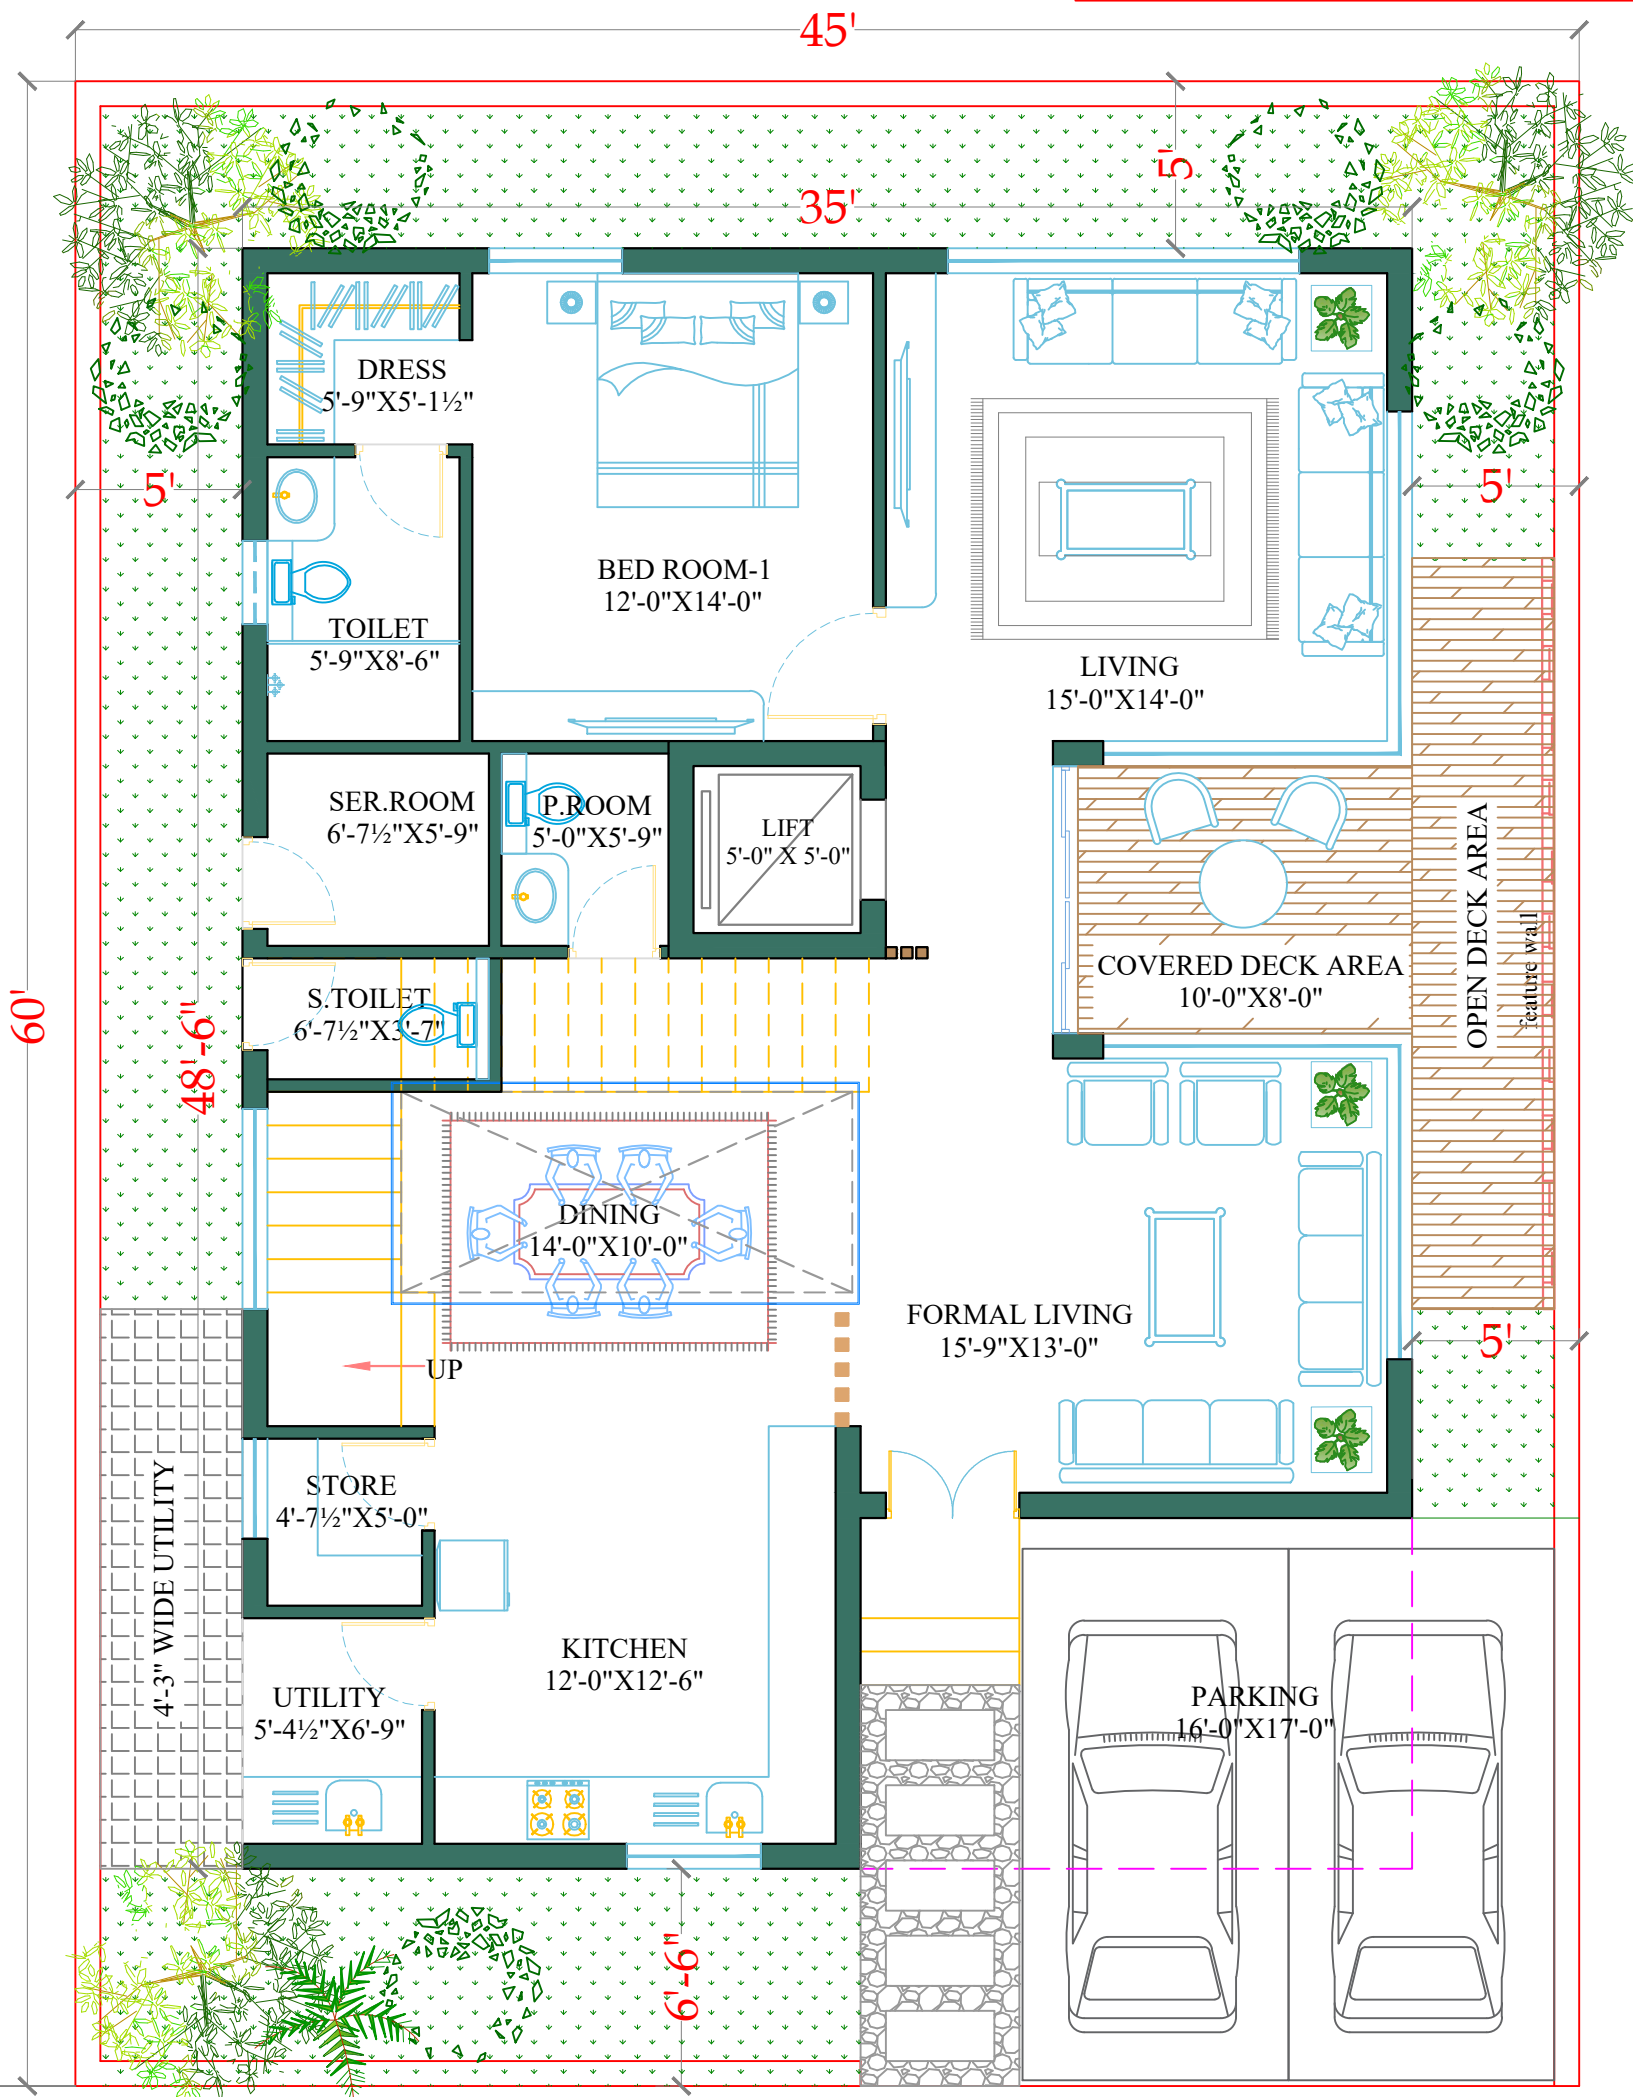 45'
5'
35'
DRESS
5'-9"X5'-1½"
5'
5'
BED ROOM-1
12'-0"X14'-0"
TOILET
5'-9"X8'-6"
LIVING
15'-0"X14'-0"
SER.ROOM
6'-7½"X5'-9"
P.ROOM
5'-0"X5'-9"
LIFT
5'-0" X 5'-0"
OPEN DECK AREA
feature wall
COVERED DECK AREA
10'-0"X8'-0"
S.TOILET
6'-7½"X3'-7"
60'
48'-6"
DINING
14'-0"X10'-0"
FORMAL LIVING
15'-9"X13'-0"
5'
UP
STORE
4'-7½"X5'-0"
4'-3" WIDE UTILITY
KITCHEN
12'-0"X12'-6"
UTILITY
5'-4½"X6'-9"
PARKING
16'-0"X17'-0"
6'-6"